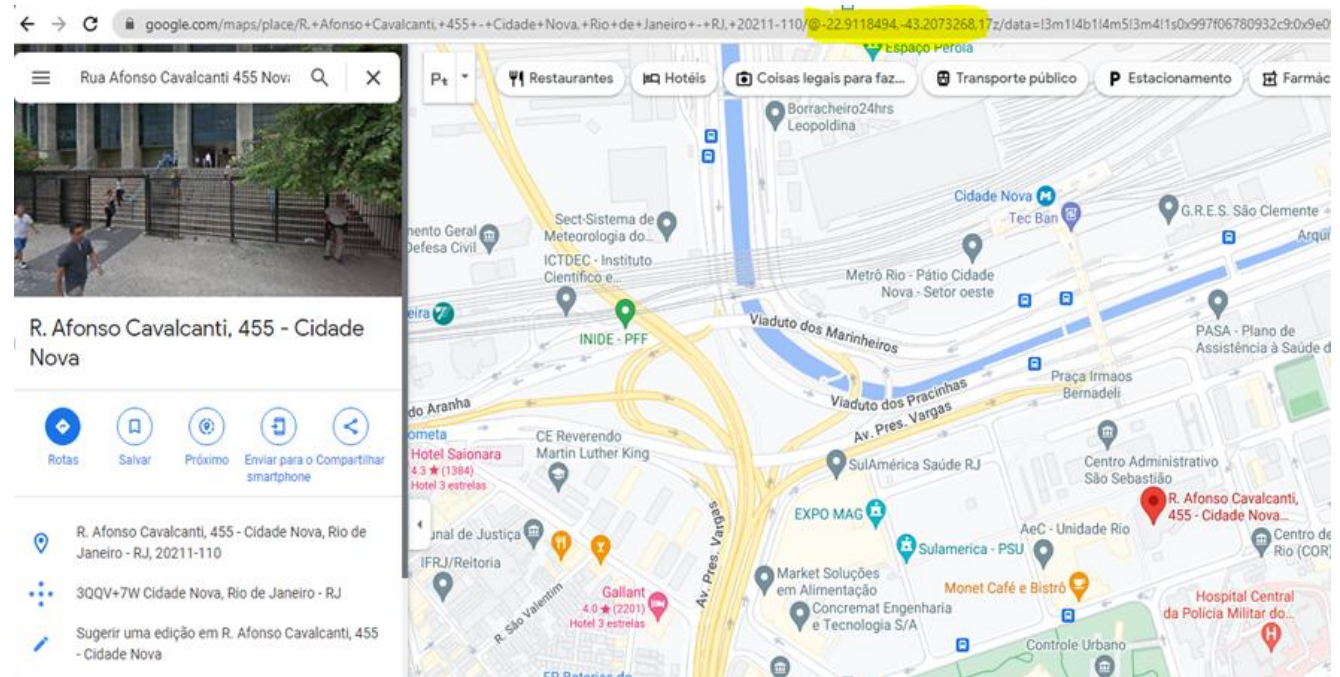 google.com/maps/place/R.+Afonso+Cavalcanti,+455+-+Cidade+Nova,+Rio+de+Janeiro+-+RJ,+20211-110/@-22.9118494,-43.2073268,17z/data=!3m1!4b1!4m5!3m4!1s0x997f06780932c9:0x9e0
Rua Afonso Cavalcanti 455 Nov
Restaurantes
Hotéis
Coisas legais para faz...
Transporte público
Estacionamento
Farmác
R. Afonso Cavalcanti, 455 - Cidade
Nova
Rotas
Salvar
Próximo
Enviar para o
smartphone
Compartilhar
R. Afonso Cavalcanti, 455 - Cidade Nova, Rio de
Janeiro - RJ, 20211-110
3QQV+7W Cidade Nova, Rio de Janeiro - RJ
Sugerir uma edição em R. Afonso Cavalcanti, 455
- Cidade Nova
Espaço Perola
Borracheiro24hrs
Leopoldina
Cidade Nova
Tec Ban
G.R.E.S. São Clemente
Arqui
Sect-Sistema de
Meteorologia do...
mento Geral
Defesa Civil
ICTDEC - Instituto
Científico e...
Metrô Rio - Pátio Cidade
Nova - Setor oeste
eira
INIDE - PFF
Viaduto dos Marinheiros
PASA - Plano de
Assistência à Saúde d
Praça Irmaos
Bernadeli
Viaduto dos Pracinhas
Av. Pres. Vargas
do Aranha
ometa
Hotel Saionara
4.3 ★ (1384)
Hotel 3 estrelas
CE Reverendo
Martin Luther King
SulAmérica Saúde RJ
Centro Administrativo
São Sebastião
R. Afonso Cavalcanti,
455 - Cidade Nova...
EXPO MAG
AeC - Unidade Rio
Centro de
Rio (COR)
unal de Justiça
Sulamerica - PSU
IFRJ/Reitoria
Av. Pres. Vargas
Market Soluções
em Alimentação
Monet Café e Bistrô
Gallant
4.0 ★ (2201)
Hotel 3 estrelas
R. São Valentim
Concremat Engenharia
e Tecnologia S/A
Hospital Central
da Polícia Militar do...
Controle Urbano